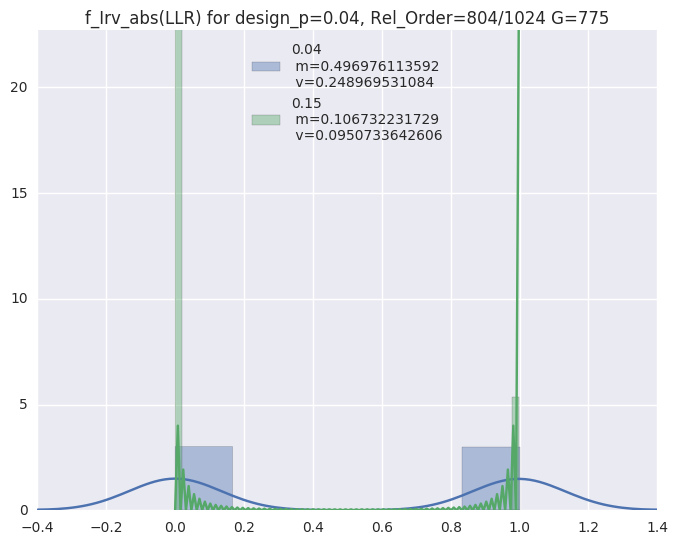 f_Irv_abs(LLR) for design_p=0.04, Rel_Order=804/1024 G=775
0.04
m=0.496976113592
v=0.248969531084
0.15
m=0.106732231729
v=0.0950733642606
20
15
10
5
0
−0.4 −0.2 0.0 0.2 0.4 0.6 0.8 1.0 1.2 1.4